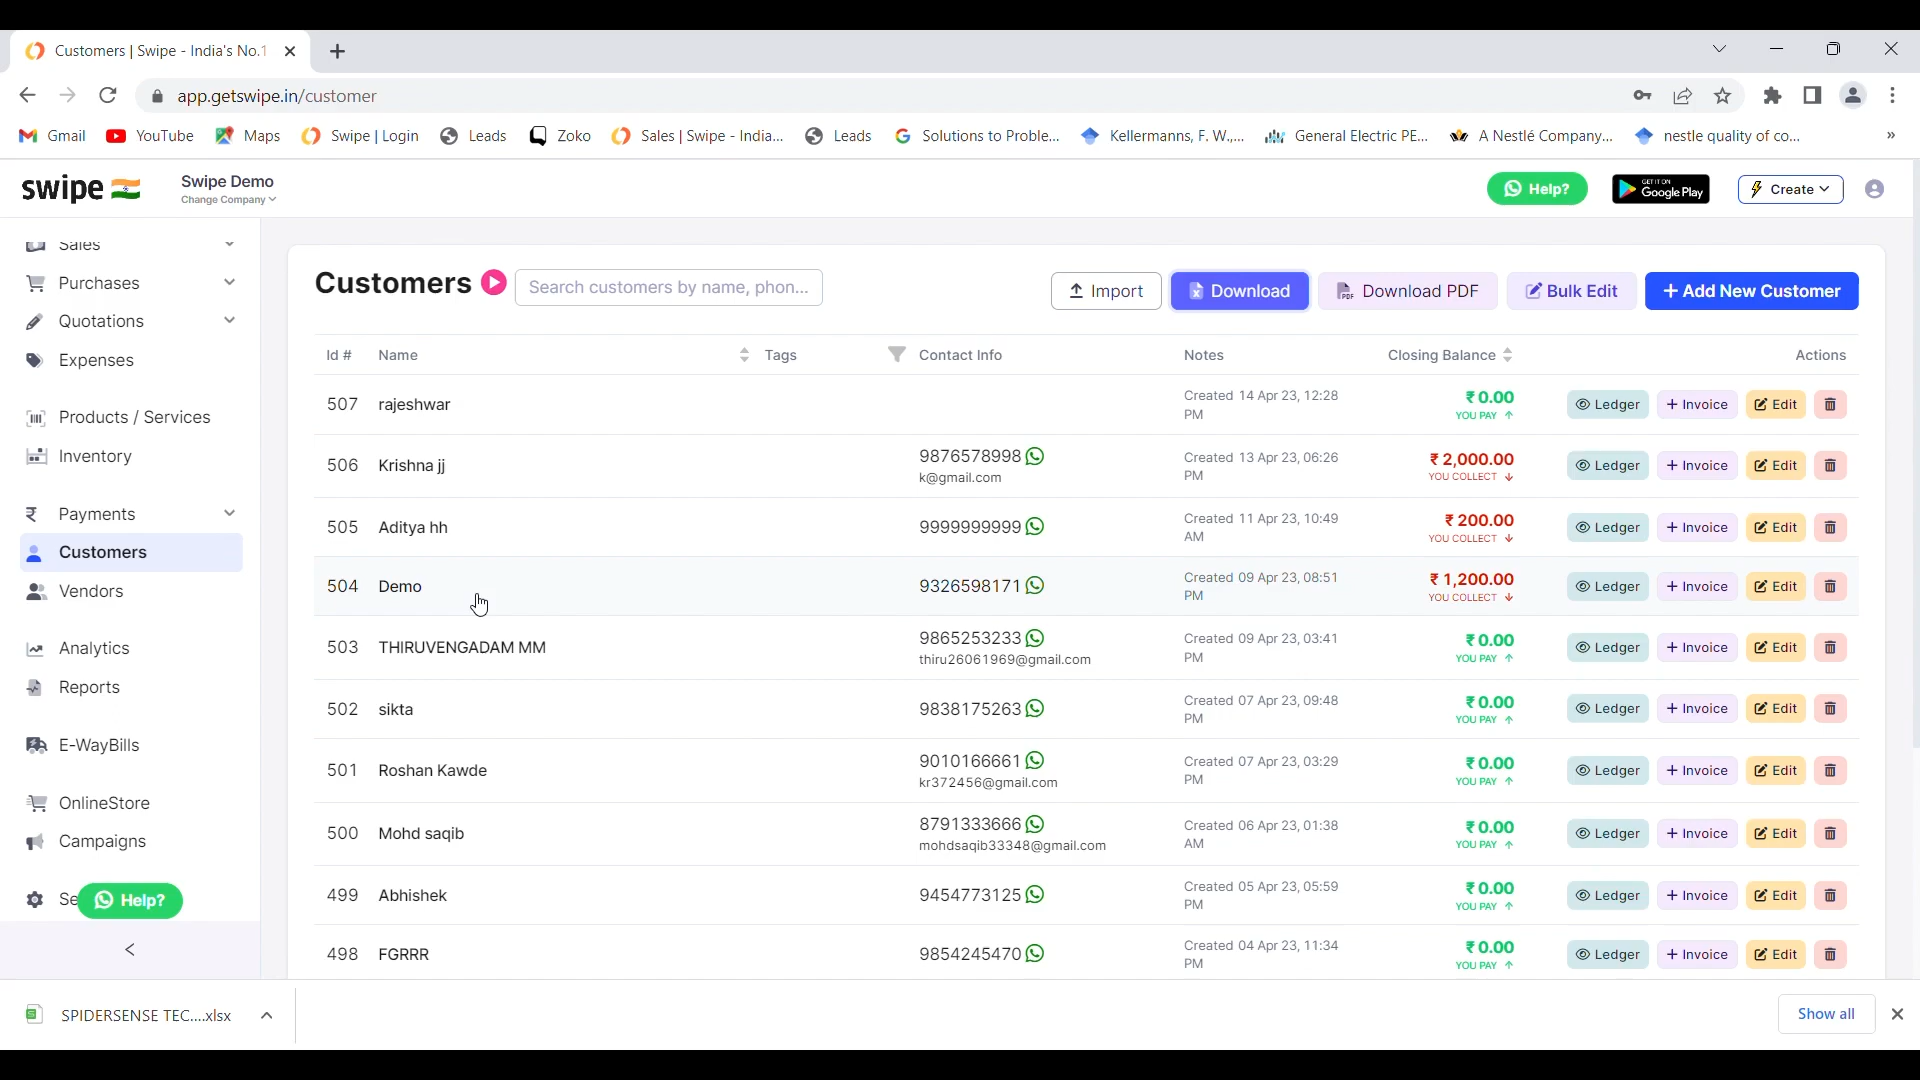 Customers | Swipe - India's No.1
app.getswipe.in/customer
Gmail YouTube Maps Swipe | Login Leads Zoko Sales | Swipe - India... Leads Solutions to Proble... Kellermanns, F. W.,... General Electric PE... A Nestlé Company... nestle quality of co... »
swipe Swipe Demo
Change Company
Help? GET IT ON Google Play Create
Sales
Purchases
Quotations
Expenses
Products / Services
Inventory
Payments
Customers
Vendors
Analytics
Reports
E-WayBills
OnlineStore
Campaigns
Se Help?
Customers Search customers by name, phon... Import Download PDF Download PDF Bulk Edit + Add New Customer
Id # Name Tags Contact Info Notes Closing Balance Actions
507 rajeshwar Created 14 Apr 23, 12:28 PM ₹ 0.00 YOU PAY ↑ Ledger + Invoice Edit
506 Krishna jj 9876578998 k@gmail.com Created 13 Apr 23, 06:26 PM ₹ 2,000.00 YOU COLLECT ↓ Ledger + Invoice Edit
505 Aditya hh 9999999999 Created 11 Apr 23, 10:49 AM ₹ 200.00 YOU COLLECT ↓ Ledger + Invoice Edit
504 Demo 9326598171 Created 09 Apr 23, 08:51 PM ₹ 1,200.00 YOU COLLECT ↓ Ledger + Invoice Edit
503 THIRUVENGADAM MM 9865253233 thiru26061969@gmail.com Created 09 Apr 23, 03:41 PM ₹ 0.00 YOU PAY ↑ Ledger + Invoice Edit
502 sikta 9838175263 Created 07 Apr 23, 09:48 PM ₹ 0.00 YOU PAY ↑ Ledger + Invoice Edit
501 Roshan Kawde 9010166661 kr372456@gmail.com Created 07 Apr 23, 03:29 PM ₹ 0.00 YOU PAY ↑ Ledger + Invoice Edit
500 Mohd saqib 8791333666 mohdsaqib33348@gmail.com Created 06 Apr 23, 01:38 AM ₹ 0.00 YOU PAY ↑ Ledger + Invoice Edit
499 Abhishek 9454773125 Created 05 Apr 23, 05:59 PM ₹ 0.00 YOU PAY ↑ Ledger + Invoice Edit
498 FGRRR 9854245470 Created 04 Apr 23, 11:34 PM ₹ 0.00 YOU PAY ↑ Ledger + Invoice Edit
SPIDERSENSE TEC....xlsx Show all